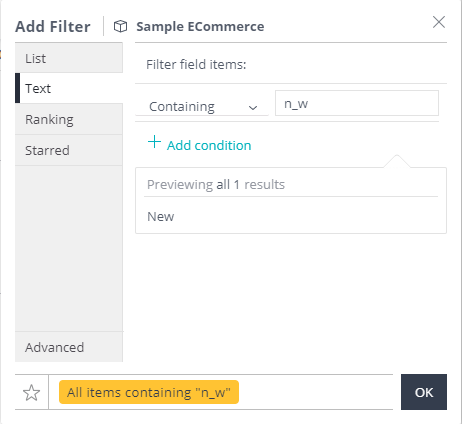 Add Filter Sample ECommerce
List
Text
Ranking
Starred
Advanced
Filter field items:
Containing n_w
+ Add condition
Previewing all 1 results
New
All items containing "n_w"
OK